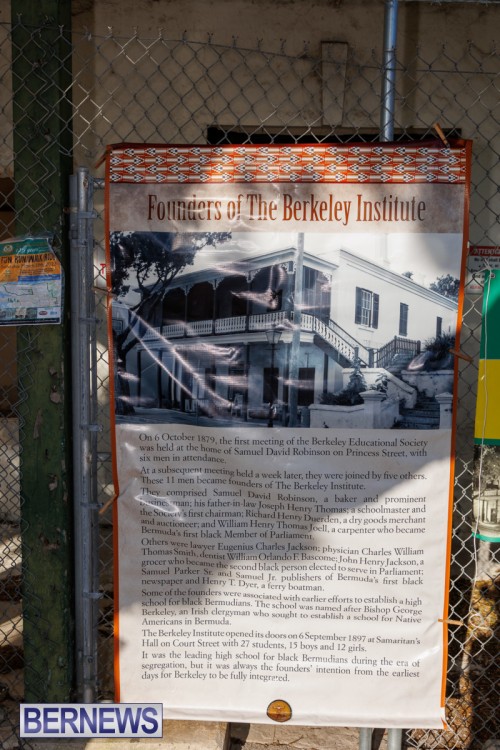 Founders of The Berkeley Institute
On 6 October 1879, the first meeting of the Berkeley Educational Society
was held at the home of Samuel David Robinson on Princess Street, with
six men in attendance.
At a subsequent meeting held a week later, they were joined by five others.
These 11 men became founders of The Berkeley Institute.
They comprised Samuel David Robinson, a baker and prominent
businessman; his father-in-law Joseph Henry Thomas; a schoolmaster and
the Society's first chairman; Richard Henry Duerden, a dry goods merchant
and auctioneer; and William Henry Thomas Joell, a carpenter who became
Bermuda's first black Member of Parliament.
Others were lawyer Eugenius Charles Jackson; physician Charles William
Thomas Smith; dentist William Orlando F. Bascome; John Henry Jackson, a
grocer who became the second black person elected to serve in Parliament;
Samuel Parker Sr. and Samuel Jr. publishers of Bermuda's first black
newspaper and Henry T. Dyer, a ferry boatman.
Some of the founders were associated with earlier efforts to establish a high
school for black Bermudians. The school was named after Bishop George
Berkeley, an Irish clergyman who sought to establish a school for Native
Americans in Bermuda.
The Berkeley Institute opened its doors on 6 September 1897 at Samaritan's
Hall on Court Street with 27 students, 15 boys and 12 girls.
It was the leading high school for black Bermudians during the era of
segregation, but it was always the founders' intention from the earliest
days for Berkeley to be fully integrated.
BERNEWS